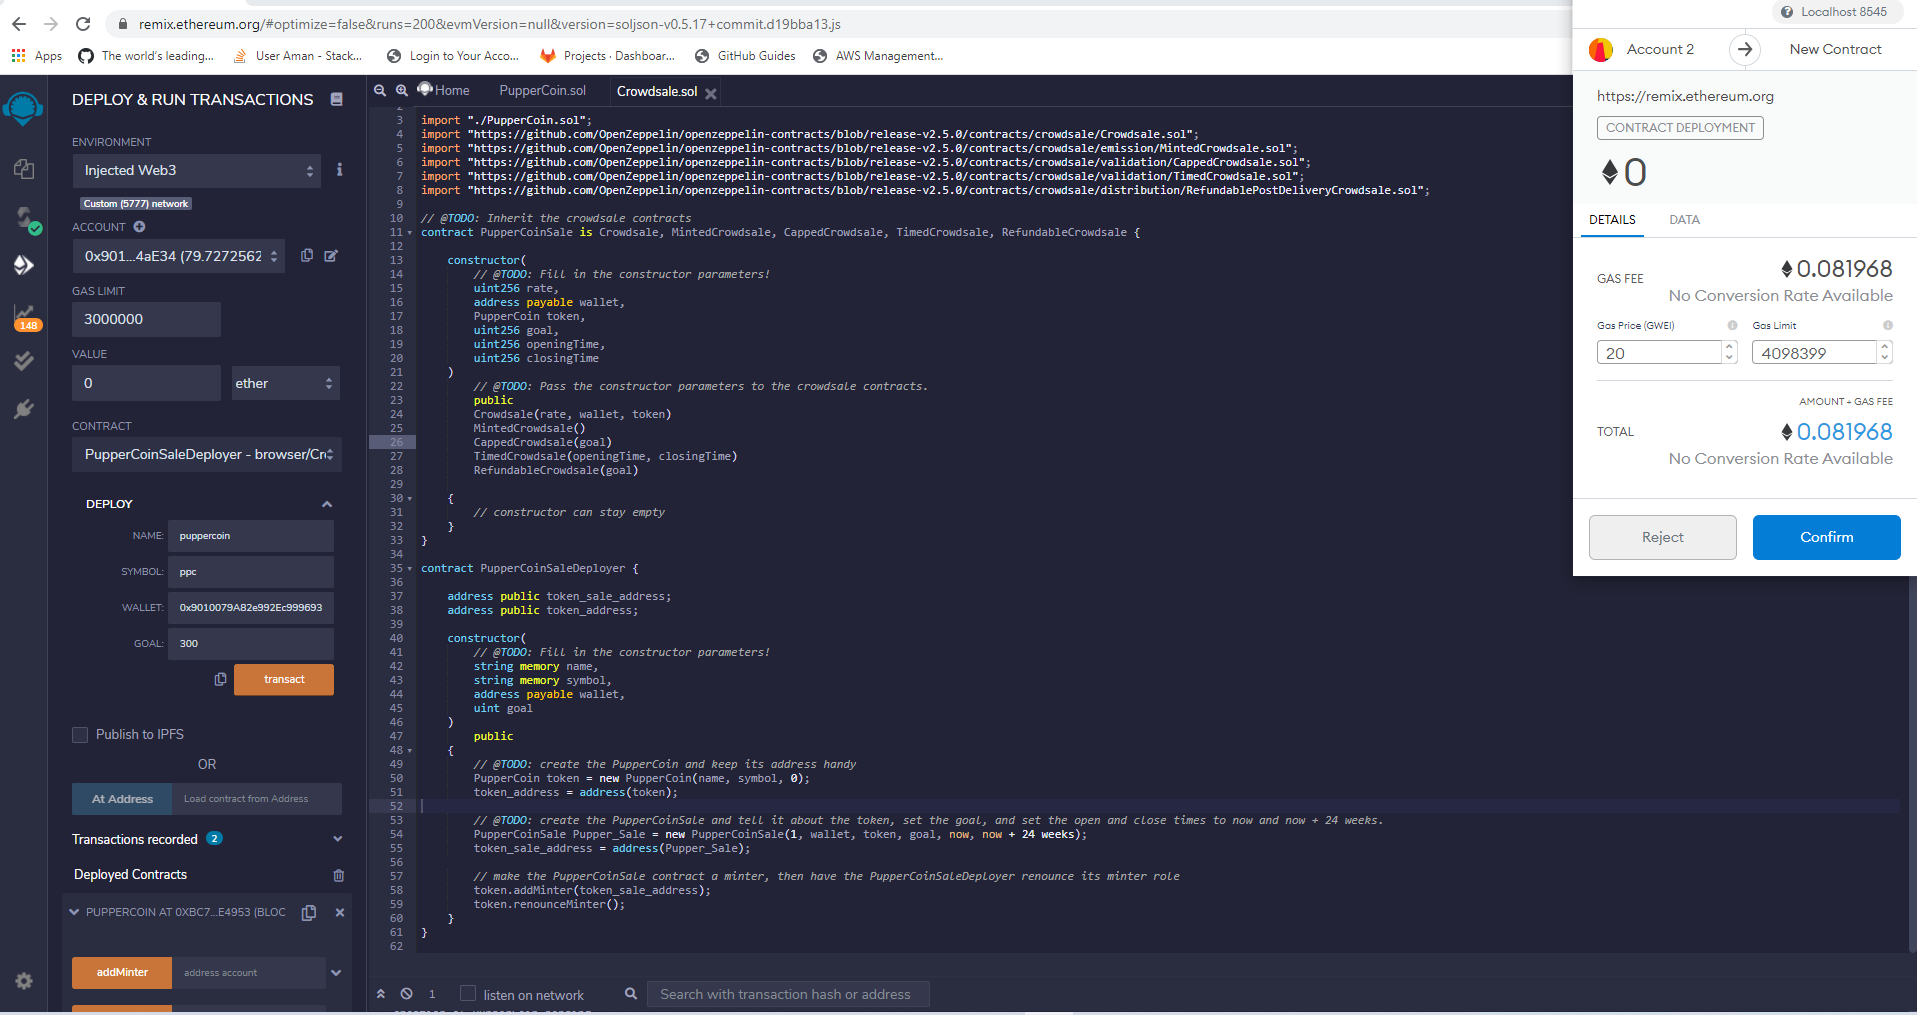 remix.ethereum.org/#optimize=false&runs=200&evmVersion=null&version=soljson-v0.5.17+commit.d19bba13.js
Apps
The world's leading...
User Aman - Stack...
Login to Your Acco...
Projects · Dashboar...
GitHub Guides
AWS Management...
DEPLOY & RUN TRANSACTIONS
ENVIRONMENT
Injected Web3
Custom (5777) network
ACCOUNT
0x901...4aE34 (79.7272562
GAS LIMIT
3000000
VALUE
0
ether
CONTRACT
PupperCoinSaleDeployer - browser/Cr
DEPLOY
NAME: puppercoin
SYMBOL: ppc
WALLET: 0x9010079A82e992Ec999693
GOAL: 300
transact
Publish to IPFS
OR
At Address
Load contract from Address
Transactions recorded 2
Deployed Contracts
PUPPERCOIN AT 0XBC7...E4953 (BLOC
addMinter
address account
148
Home
PupperCoin.sol
Crowdsale.sol
2
3 import "./PupperCoin.sol";
4 import "https://github.com/OpenZeppelin/openzeppelin-contracts/blob/release-v2.5.0/contracts/crowdsale/Crowdsale.sol";
5 import "https://github.com/OpenZeppelin/openzeppelin-contracts/blob/release-v2.5.0/contracts/crowdsale/emission/MintedCrowdsale.sol";
6 import "https://github.com/OpenZeppelin/openzeppelin-contracts/blob/release-v2.5.0/contracts/crowdsale/validation/CappedCrowdsale.sol";
7 import "https://github.com/OpenZeppelin/openzeppelin-contracts/blob/release-v2.5.0/contracts/crowdsale/validation/TimedCrowdsale.sol";
8 import "https://github.com/OpenZeppelin/openzeppelin-contracts/blob/release-v2.5.0/contracts/crowdsale/distribution/RefundablePostDeliveryCrowdsale.sol";
9
10 // @TODO: Inherit the crowdsale contracts
11 contract PupperCoinSale is Crowdsale, MintedCrowdsale, CappedCrowdsale, TimedCrowdsale, RefundableCrowdsale {
12
13 constructor(
14 // @TODO: Fill in the constructor parameters!
15 uint256 rate,
16 address payable wallet,
17 PupperCoin token,
18 uint256 goal,
19 uint256 openingTime,
20 uint256 closingTime
21 )
22 // @TODO: Pass the constructor parameters to the crowdsale contracts.
23 public
24 Crowdsale(rate, wallet, token)
25 MintedCrowdsale()
26 CappedCrowdsale(goal)
27 TimedCrowdsale(openingTime, closingTime)
28 RefundableCrowdsale(goal)
29
30 {
31 // constructor can stay empty
32 }
33 }
34
35 contract PupperCoinSaleDeployer {
36
37 address public token_sale_address;
38 address public token_address;
39
40 constructor(
41 // @TODO: Fill in the constructor parameters!
42 string memory name,
43 string memory symbol,
44 address payable wallet,
45 uint goal
46 )
47 public
48 {
49 // @TODO: create the PupperCoin and keep its address handy
50 PupperCoin token = new PupperCoin(name, symbol, 0);
51 token_address = address(token);
52
53 // @TODO: create the PupperCoinSale and tell it about the token, set the goal, and set the open and close times to now and now + 24 weeks.
54 PupperCoinSale Pupper_Sale = new PupperCoinSale(1, wallet, token, goal, now, now + 24 weeks);
55 token_sale_address = address(Pupper_Sale);
56
57 // make the PupperCoinSale contract a minter, then have the PupperCoinSaleDeployer renounce its minter role
58 token.addMinter(token_sale_address);
59 token.renounceMinter();
60 }
61 }
62
1
listen on network
Search with transaction hash or address
Localhost 8545
Account 2
New Contract
https://remix.ethereum.org
CONTRACT DEPLOYMENT
0
DETAILS
DATA
GAS FEE
0.081968
No Conversion Rate Available
Gas Price (GWEI)
Gas Limit
20
4098399
AMOUNT + GAS FEE
TOTAL
0.081968
No Conversion Rate Available
Reject
Confirm